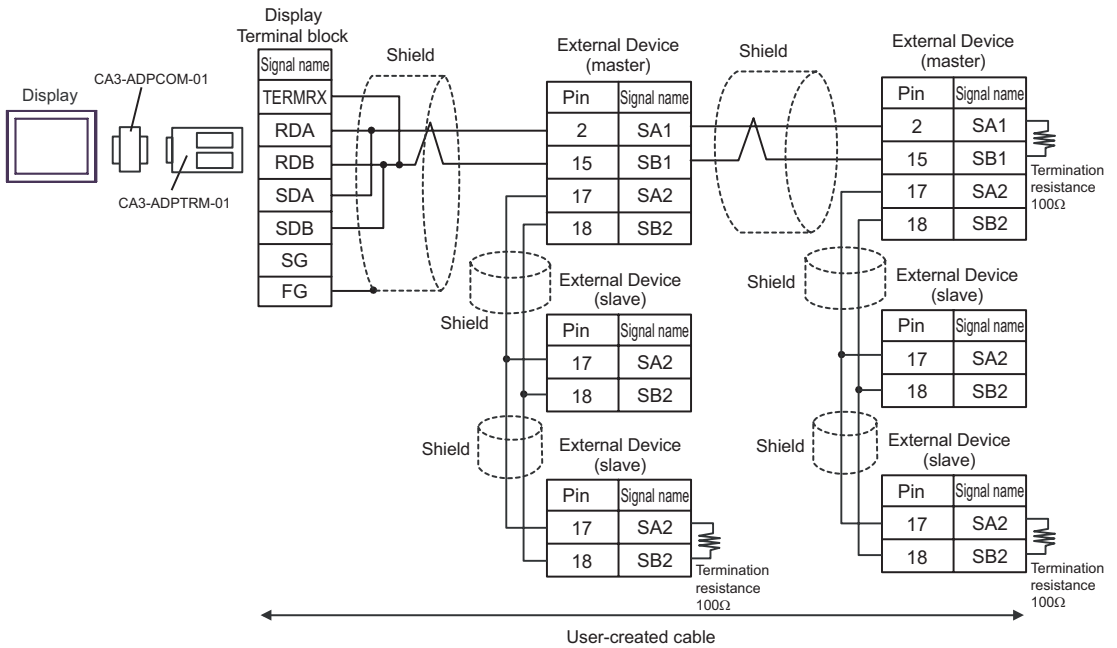 Display
Terminal block
Signal name
TERMRX
RDA
RDB
SDA
SDB
SG
FG
Display
CA3-ADPCOM-01
CA3-ADPTRM-01
Shield
External Device
(master)
Pin Signal name
2 SA1
15 SB1
17 SA2
18 SB2
Shield
External Device
(master)
Pin Signal name
2 SA1
15 SB1
17 SA2
18 SB2
Termination
resistance
100Ω
Shield
External Device
(slave)
Pin Signal name
17 SA2
18 SB2
Shield
External Device
(slave)
Pin Signal name
17 SA2
18 SB2
Shield
External Device
(slave)
Pin Signal name
17 SA2
18 SB2
Termination
resistance
100Ω
Shield
External Device
(slave)
Pin Signal name
17 SA2
18 SB2
Termination
resistance
100Ω
User-created cable